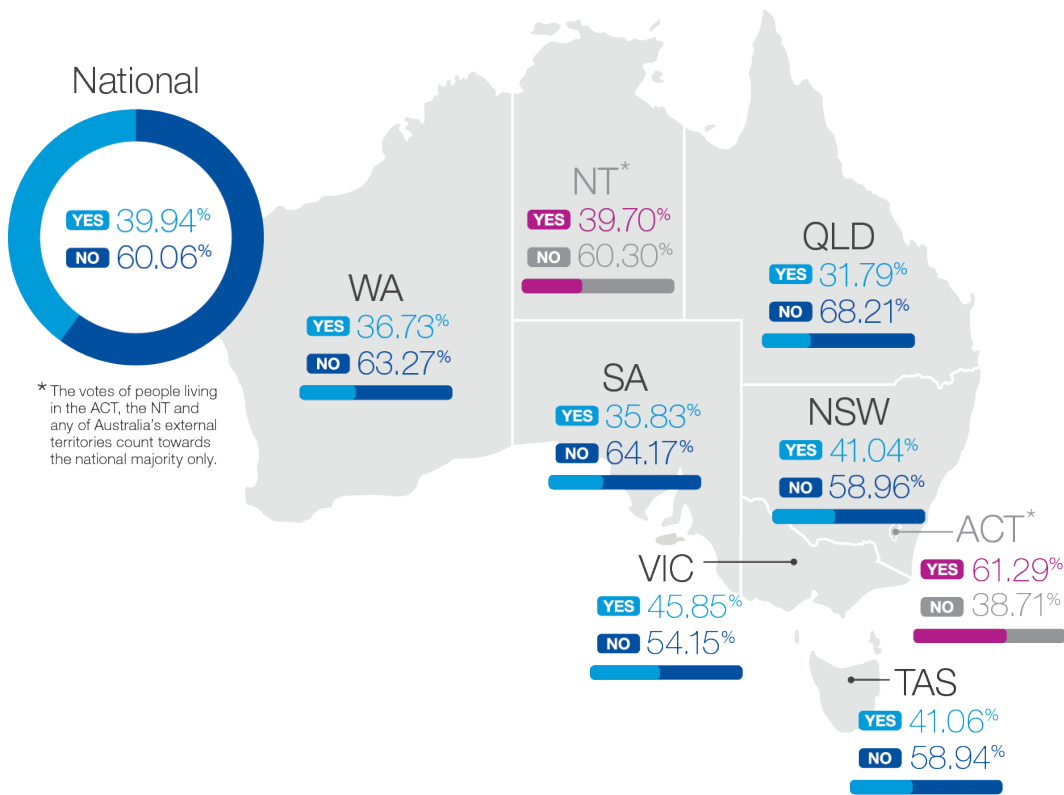 National
YES 39.94%
NO 60.06%
* The votes of people living
in the ACT, the NT and
any of Australia's external
territories count towards
the national majority only.
WA
YES 36.73%
NO 63.27%
NT*
YES 39.70%
NO 60.30%
QLD
YES 31.79%
NO 68.21%
SA
YES 35.83%
NO 64.17%
NSW
YES 41.04%
NO 58.96%
ACT*
YES 61.29%
NO 38.71%
VIC
YES 45.85%
NO 54.15%
TAS
YES 41.06%
NO 58.94%